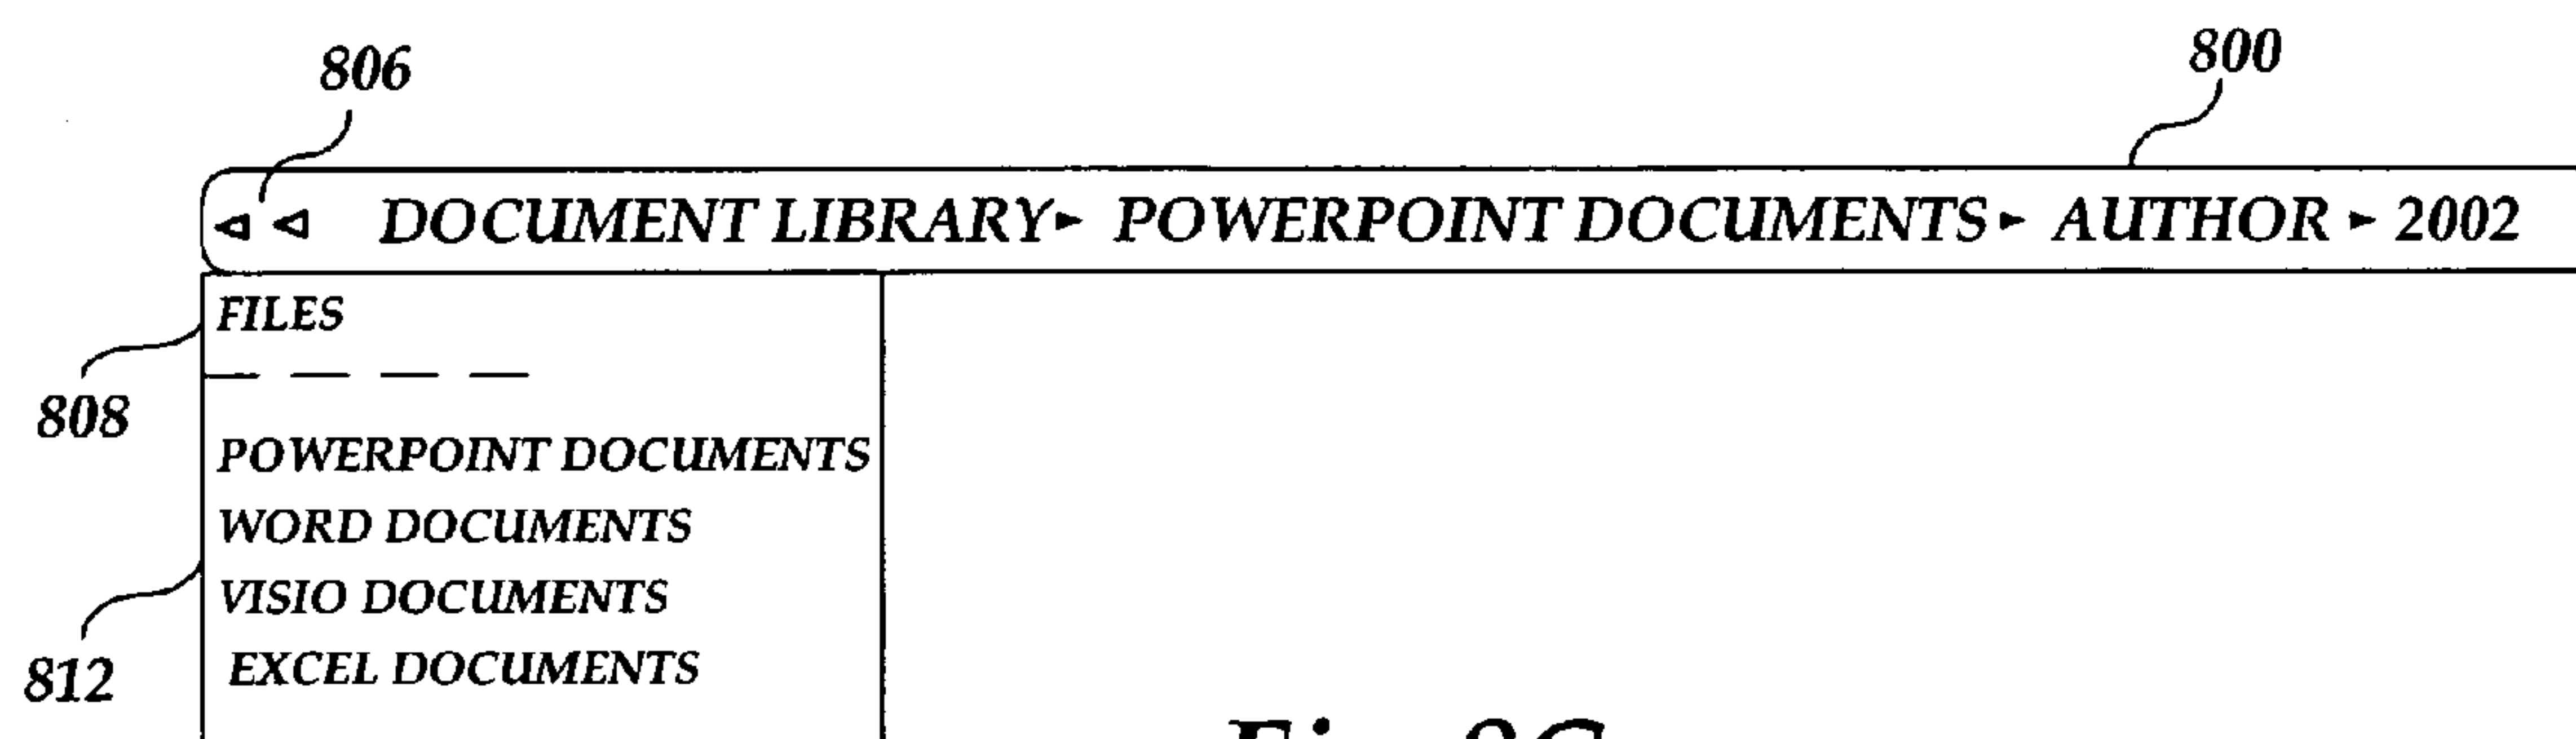 806
800
◁ ◁ DOCUMENT LIBRARY ► POWERPOINT DOCUMENTS ► AUTHOR ► 2002
FILES
808
POWERPOINT DOCUMENTS
WORD DOCUMENTS
VISIO DOCUMENTS
812
EXCEL DOCUMENTS